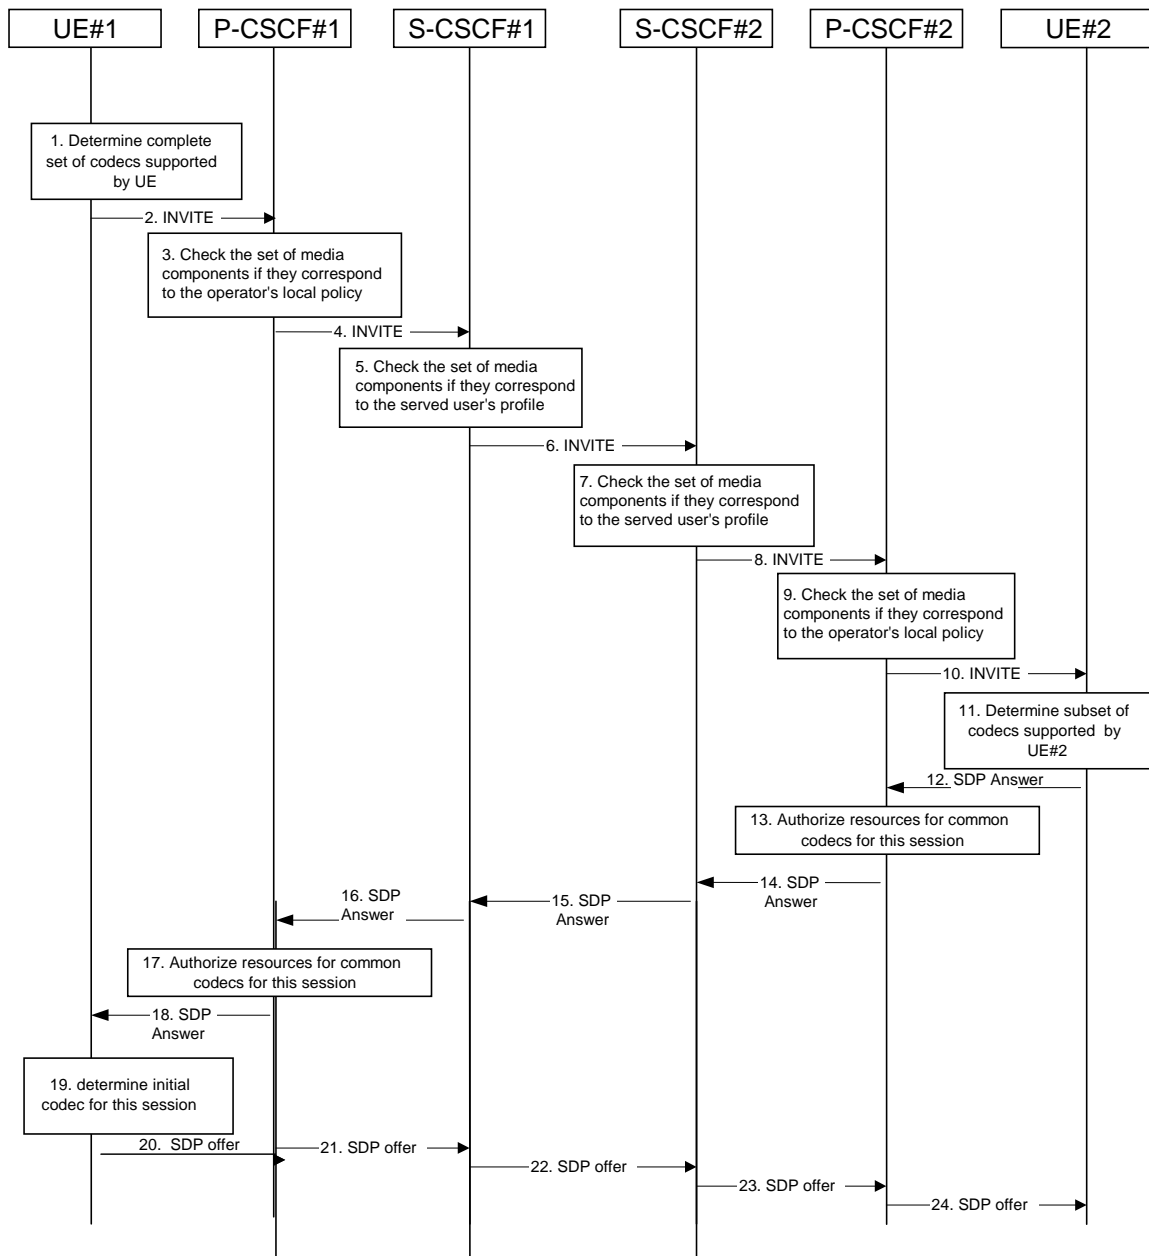 UE#1
P-CSCF#1
S-CSCF#1
S-CSCF#2
P-CSCF#2
UE#2
1. Determine complete
set of codecs supported
by UE
2. INVITE
3. Check the set of media
components if they correspond
to the operator's local policy
4. INVITE
5. Check the set of media
components if they correspond
to the served user's profile
6. INVITE
7. Check the set of media
components if they correspond
to the served user's profile
8. INVITE
9. Check the set of media
components if they correspond
to the operator's local policy
10. INVITE
11. Determine subset of
codecs supported by
UE#2
12. SDP Answer
13. Authorize resources for common
codecs for this session
14. SDP
Answer
15. SDP
Answer
16. SDP
Answer
17. Authorize resources for common
codecs for this session
18. SDP
Answer
19. determine initial
codec for this session
20. SDP offer
21. SDP offer
22. SDP offer
23. SDP offer
24. SDP offer